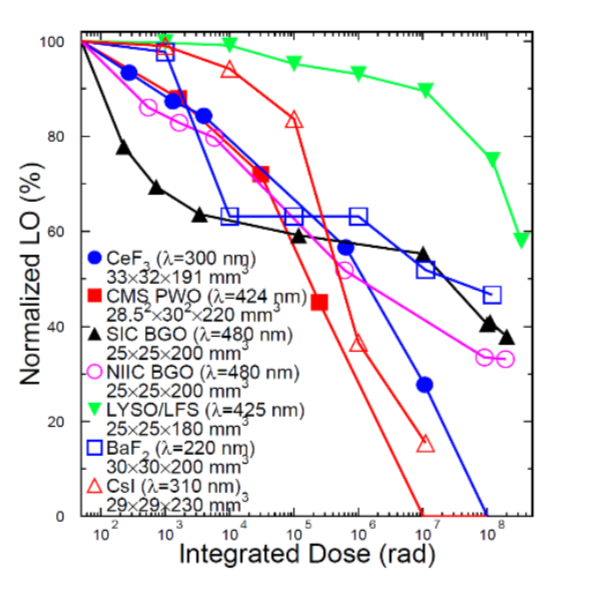 Normalized LO (%)
100
80
60
40
20
0
CeF₃ (λ=300 nm)
33×32×191 mm³
CMS PWO (λ=424 nm)
28.5²×30²×220 mm³
SIC BGO (λ=480 nm)
25×25×200 mm³
NIIC BGO (λ=480 nm)
25×25×200 mm³
LYSO/LFS (λ=425 nm)
25×25×180 mm³
BaF₂ (λ=220 nm)
30×30×200 mm³
CsI (λ=310 nm)
29×29×230 mm³
10² 10³ 10⁴ 10⁵ 10⁶ 10⁷ 10⁸
Integrated Dose (rad)